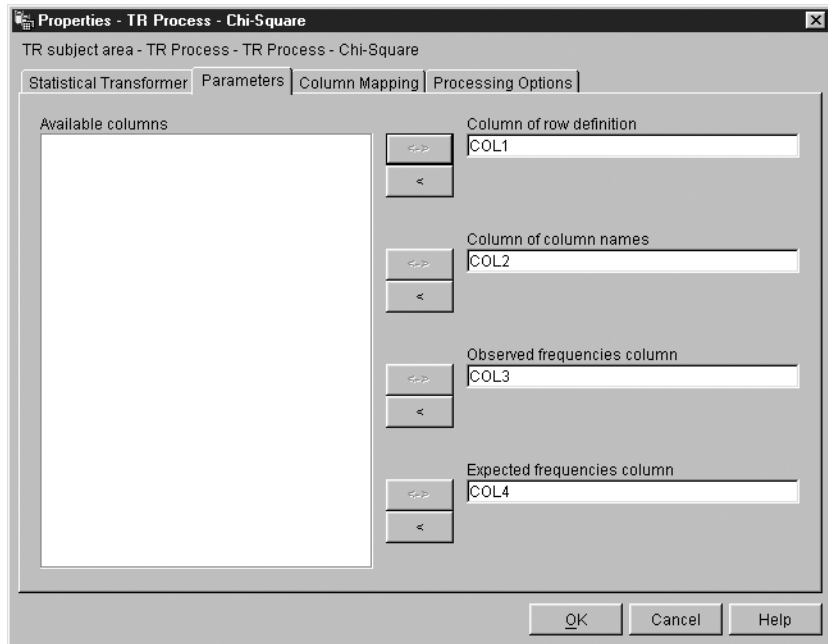 Properties - TR Process - Chi-Square
TR subject area - TR Process - TR Process - Chi-Square
Statistical Transformer Parameters Column Mapping Processing Options
Available columns
Column of row definition
<->
COL1
<
Column of column names
<->
COL2
<
Observed frequencies column
<->
COL3
<
Expected frequencies column
<->
COL4
<
OK Cancel Help